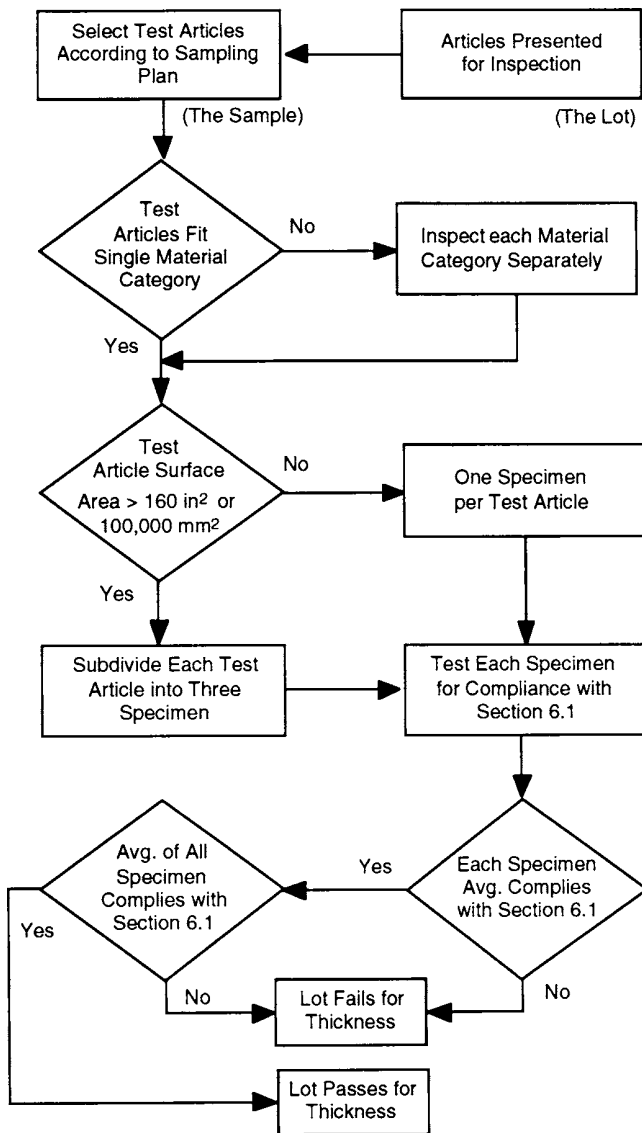 Select Test Articles
According to Sampling
Plan
Articles Presented
for Inspection
(The Sample)
(The Lot)
Test
Articles Fit
Single Material
Category
No
Inspect each Material
Category Separately
Yes
Test
Article Surface
Area > 160 in² or
100,000 mm²
No
One Specimen
per Test Article
Yes
Subdivide Each Test
Article into Three
Specimen
Test Each Specimen
for Compliance with
Section 6.1
Avg. of All
Specimen
Complies with
Section 6.1
Yes
Each Specimen
Avg. Complies
with Section 6.1
Yes
No
Lot Fails for
Thickness
No
Lot Passes for
Thickness